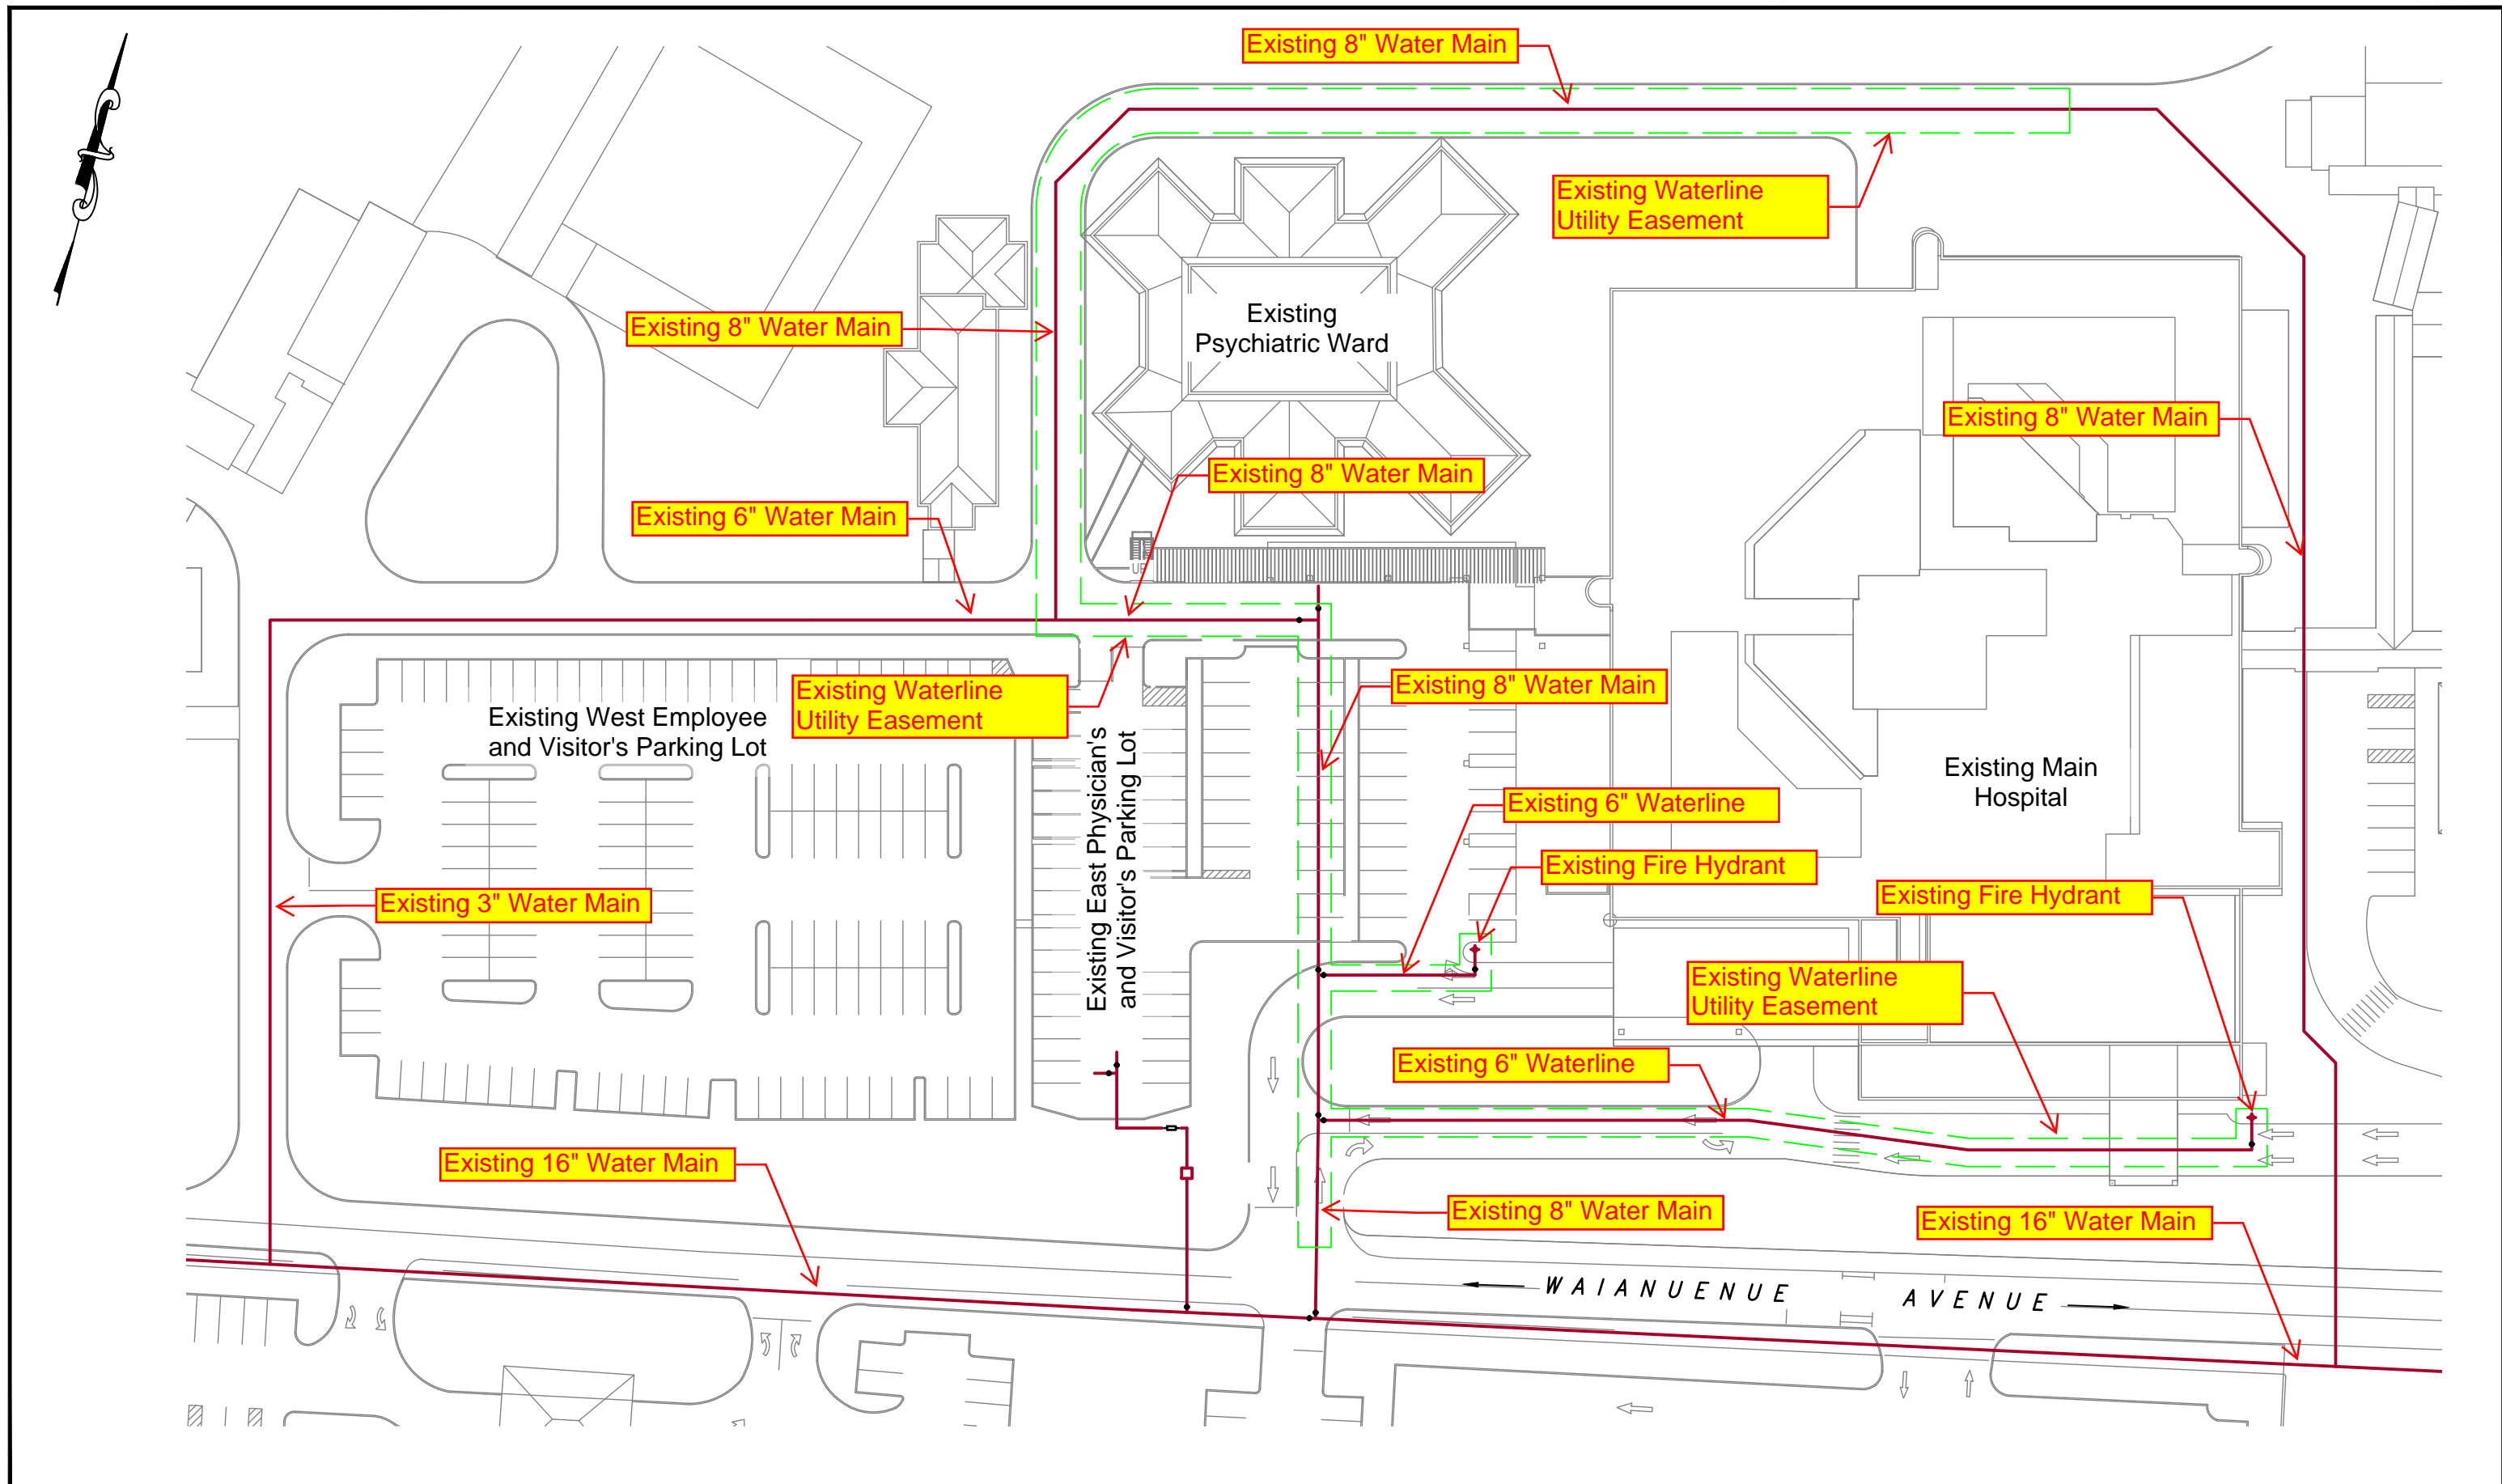 Existing 8" Water Main
Existing Waterline
Utility Easement
Existing
Psychiatric Ward
Existing 8" Water Main
Existing 8" Water Main
Existing 8" Water Main
Existing 6" Water Main
UP
Existing 8" Water Main
Existing Waterline
Utility Easement
Existing West Employee
and Visitor's Parking Lot
Existing East Physician's
and Visitor's Parking Lot
Existing Main
Hospital
Existing 6" Waterline
Existing Fire Hydrant
Existing Fire Hydrant
Existing 3" Water Main
Existing Waterline
Utility Easement
Existing 6" Waterline
Existing 16" Water Main
Existing 8" Water Main
Existing 16" Water Main
WAIANUENUE AVENUE